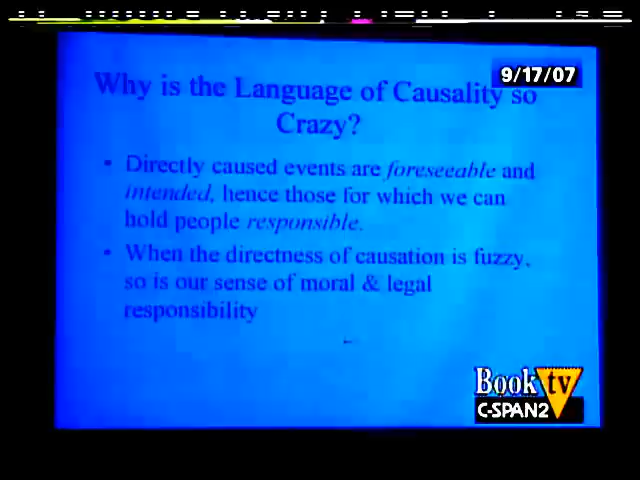 9/17/07
Why is the Language of Causality so
Crazy?
• Directly caused events are foreseeable and
intended, hence those for which we can
hold people responsible.
• When the directness of causation is fuzzy,
so is our sense of moral & legal
responsibility
Book tv
C-SPAN2